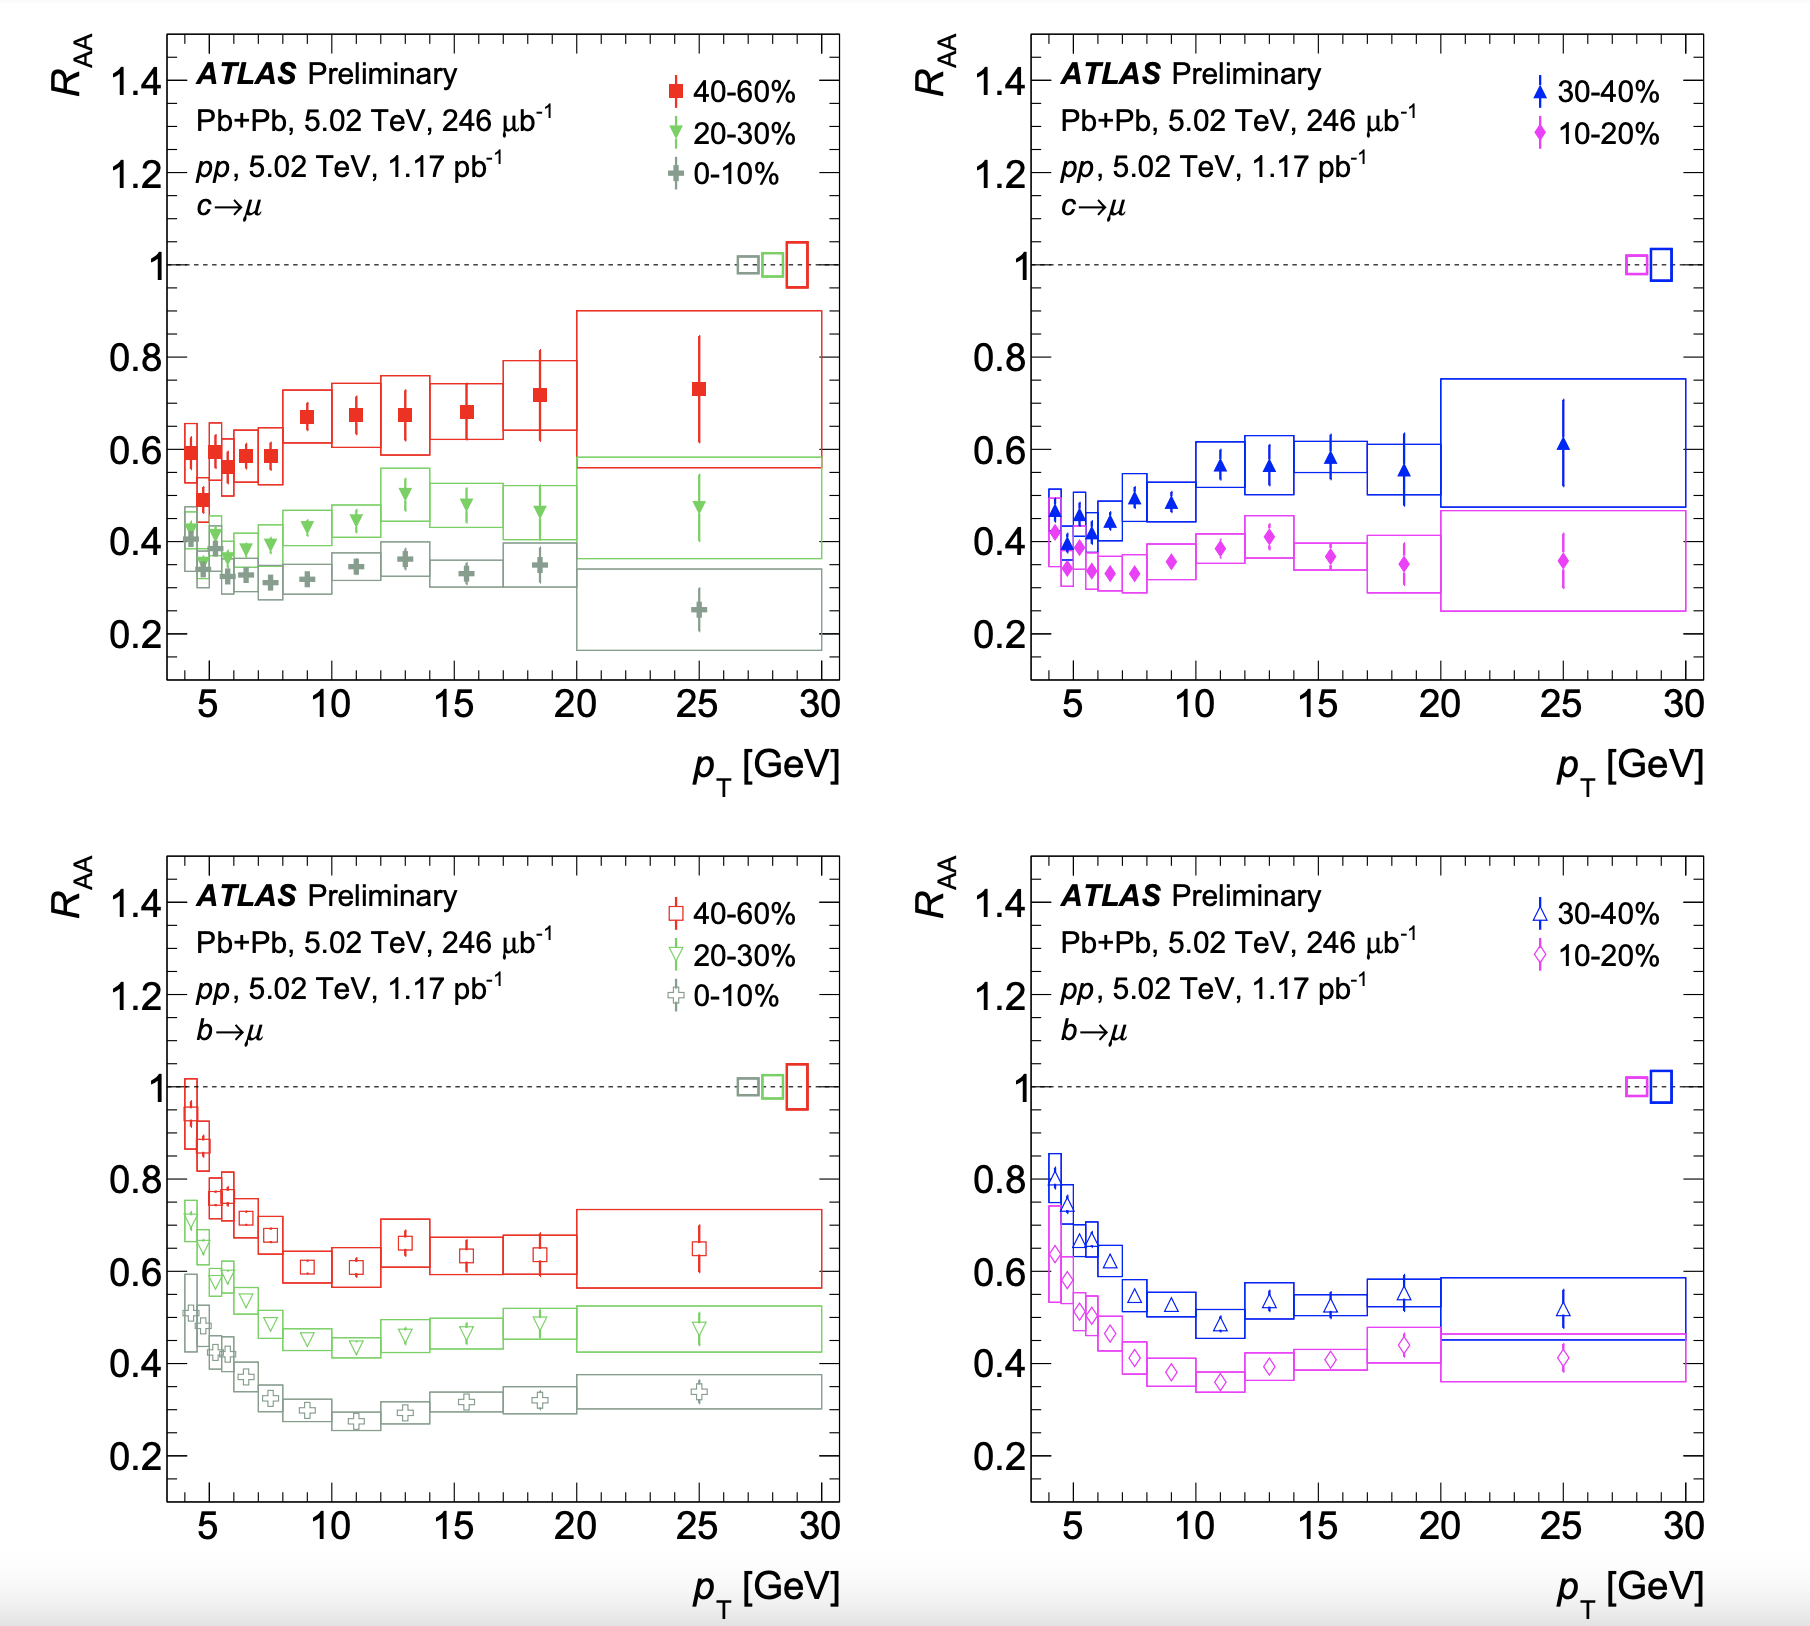 R_AA
ATLAS Preliminary
Pb+Pb, 5.02 TeV, 246 μb⁻¹
pp, 5.02 TeV, 1.17 pb⁻¹
c→μ
40-60%
20-30%
0-10%
1.4
1.2
1
0.8
0.6
0.4
0.2
5 10 15 20 25 30
p_T [GeV]
R_AA
ATLAS Preliminary
Pb+Pb, 5.02 TeV, 246 μb⁻¹
pp, 5.02 TeV, 1.17 pb⁻¹
c→μ
30-40%
10-20%
1.4
1.2
1
0.8
0.6
0.4
0.2
5 10 15 20 25 30
p_T [GeV]
R_AA
ATLAS Preliminary
Pb+Pb, 5.02 TeV, 246 μb⁻¹
pp, 5.02 TeV, 1.17 pb⁻¹
b→μ
40-60%
20-30%
0-10%
1.4
1.2
1
0.8
0.6
0.4
0.2
5 10 15 20 25 30
p_T [GeV]
R_AA
ATLAS Preliminary
Pb+Pb, 5.02 TeV, 246 μb⁻¹
pp, 5.02 TeV, 1.17 pb⁻¹
b→μ
30-40%
10-20%
1.4
1.2
1
0.8
0.6
0.4
0.2
5 10 15 20 25 30
p_T [GeV]